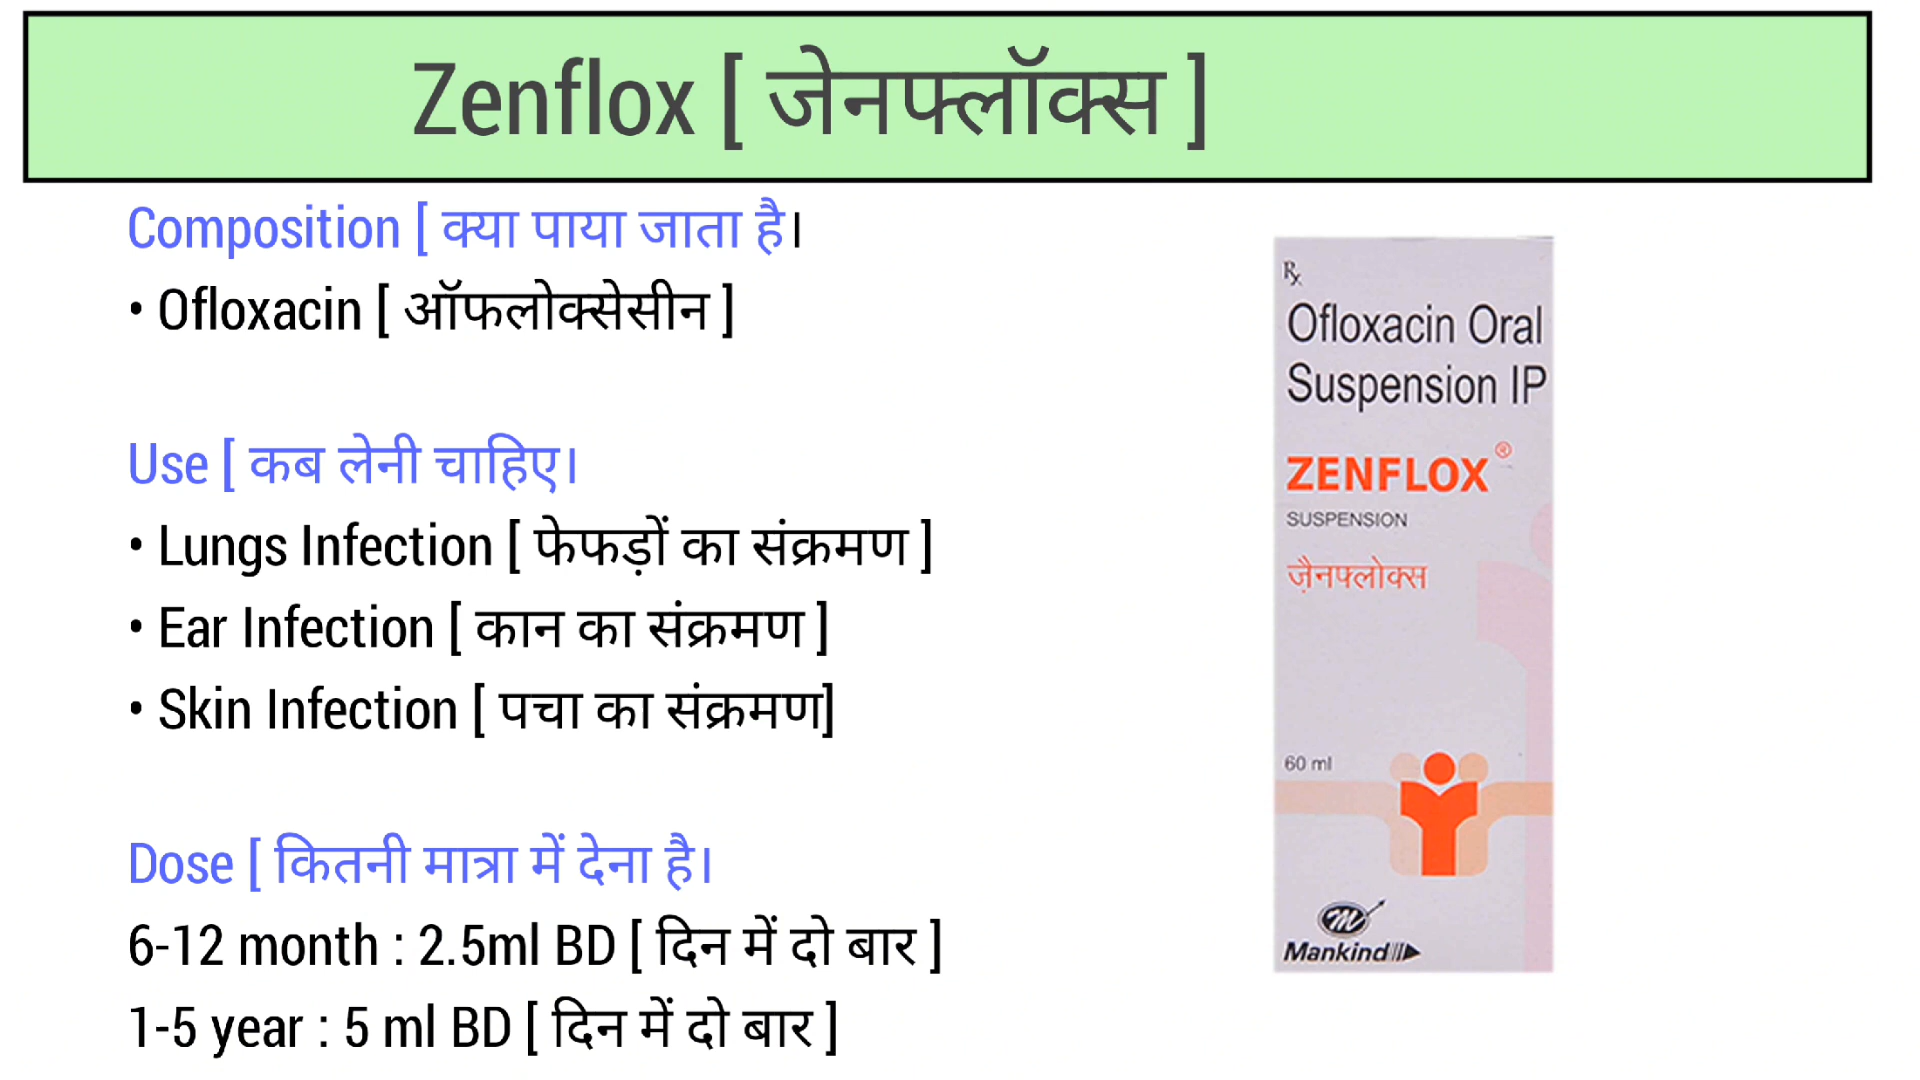 Zenflox [ जेनफ्लॉक्स ]
Composition [ क्या पाया जाता है।
• Ofloxacin [ ऑफलोक्सेसीन ]
Use [ कब लेनी चाहिए।
• Lungs Infection [ फेफड़ों का संक्रमण ]
• Ear Infection [ कान का संक्रमण ]
• Skin Infection [ पचा का संक्रमण]
Dose [ कितनी मात्रा में देना है।
6-12 month : 2.5ml BD [ दिन में दो बार ]
1-5 year : 5 ml BD [ दिन में दो बार ]
Rx
Ofloxacin Oral
Suspension IP
ZENFLOX®
SUSPENSION
ज़ैनफ्लोक्स
60 ml
Mankind